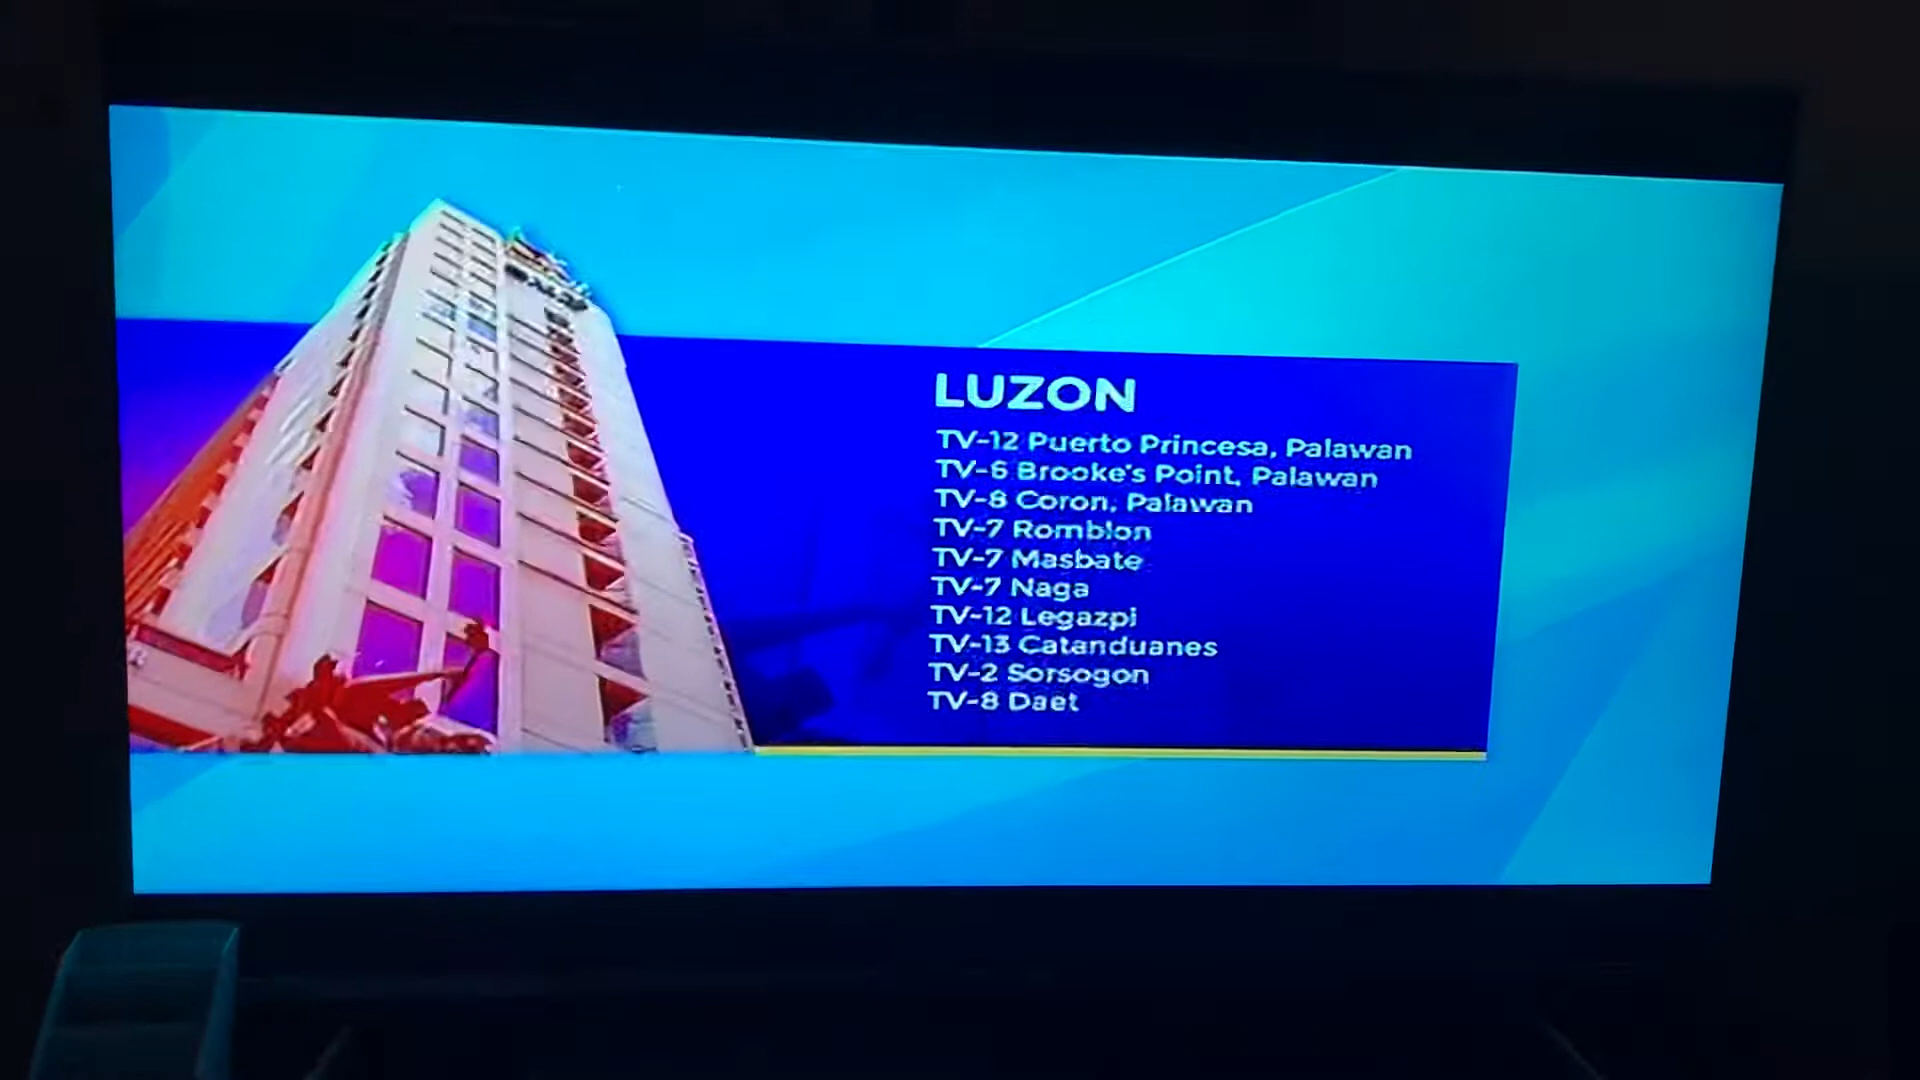 LUZON
TV-12 Puerto Princesa, Palawan
TV-6 Brooke's Point, Palawan
TV-8 Coron, Palawan
TV-7 Romblon
TV-7 Masbate
TV-7 Naga
TV-12 Legazpi
TV-13 Catanduanes
TV-2 Sorsogon
TV-8 Daet